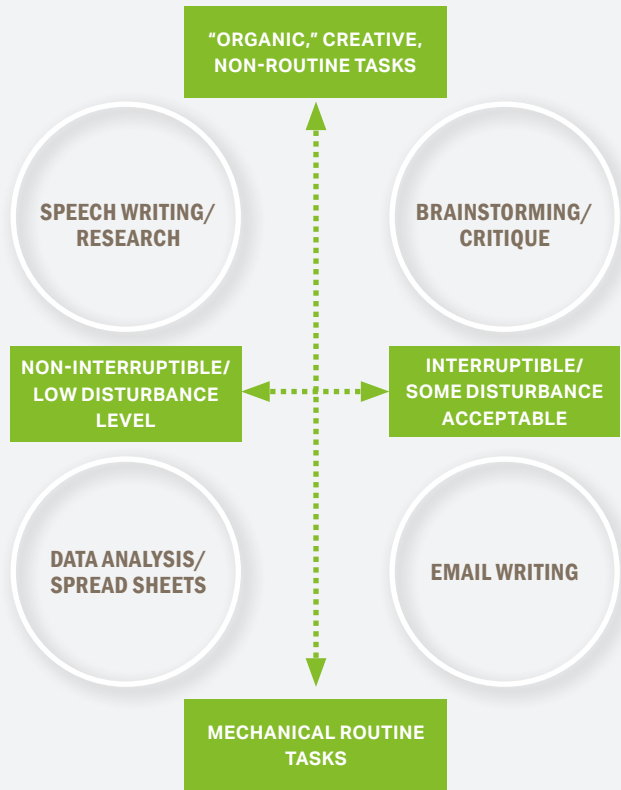 “ORGANIC,” CREATIVE,
NON-ROUTINE TASKS
SPEECH WRITING/
RESEARCH
BRAINSTORMING/
CRITIQUE
NON-INTERRUPTIBLE/
LOW DISTURBANCE
LEVEL
INTERRUPTIBLE/
SOME DISTURBANCE
ACCEPTABLE
DATA ANALYSIS/
SPREAD SHEETS
EMAIL WRITING
MECHANICAL ROUTINE
TASKS